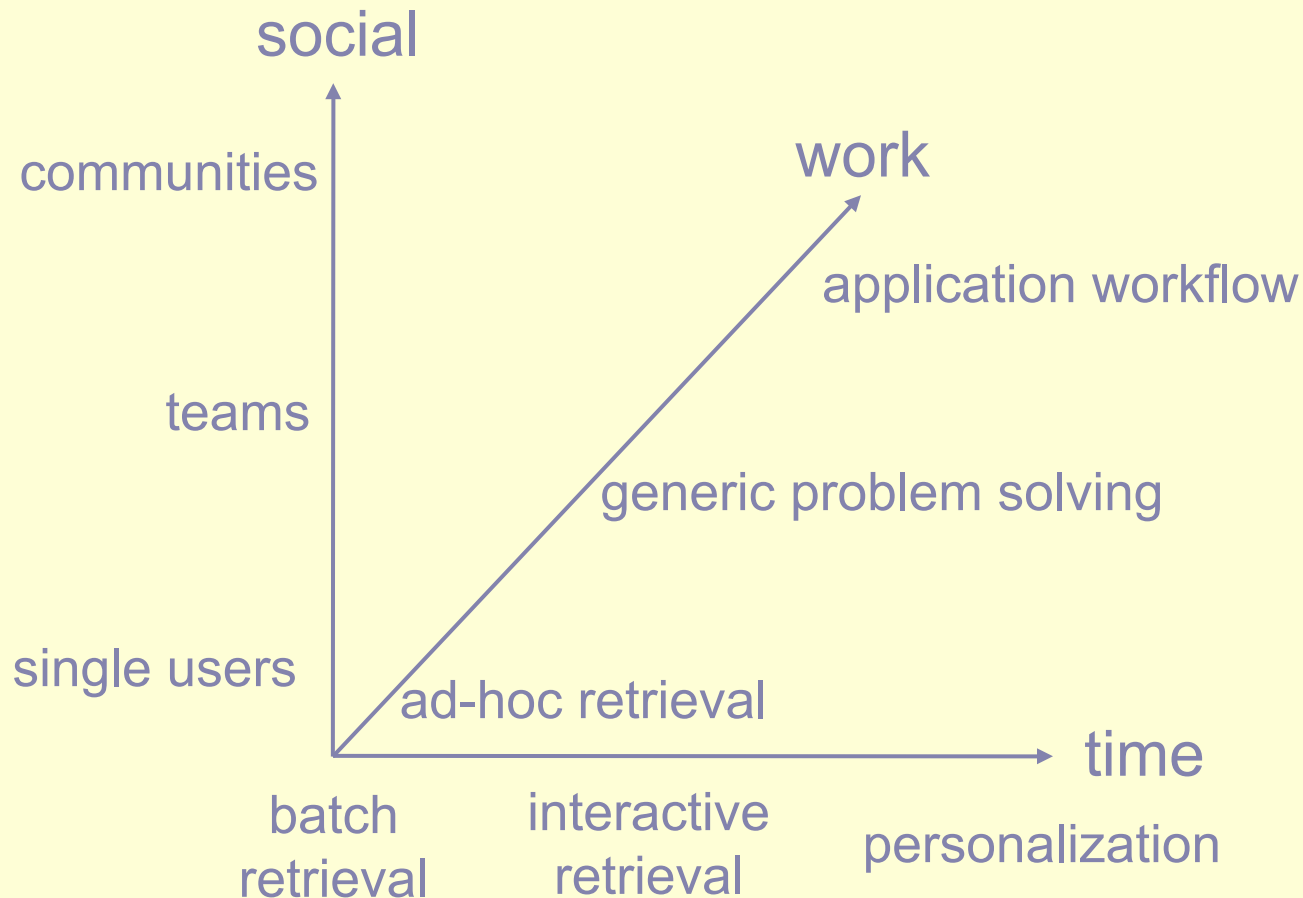 social
communities
work
application workflow
teams
generic problem solving
single users
ad-hoc retrieval
time
batch
retrieval
interactive
retrieval
personalization